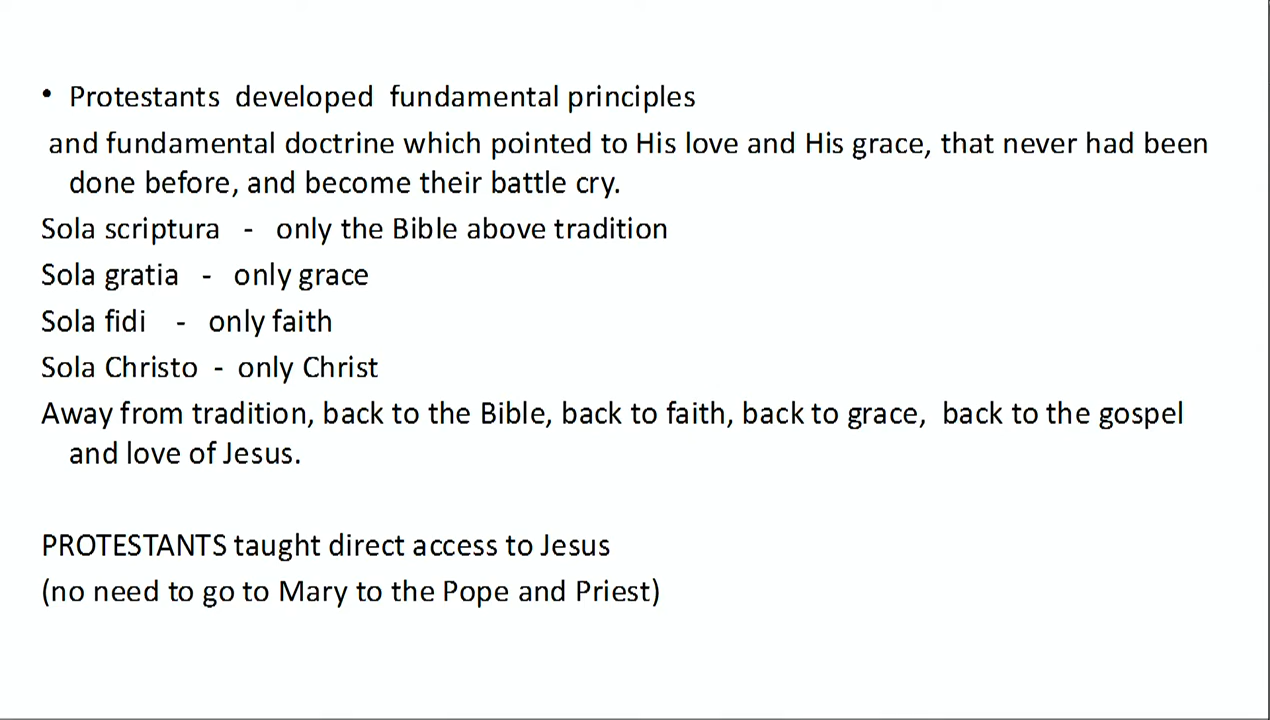 • Protestants developed fundamental principles
and fundamental doctrine which pointed to His love and His grace, that never had been
done before, and become their battle cry.
Sola scriptura - only the Bible above tradition
Sola gratia - only grace
Sola fidi - only faith
Sola Christo - only Christ
Away from tradition, back to the Bible, back to faith, back to grace, back to the gospel
and love of Jesus.
PROTESTANTS taught direct access to Jesus
(no need to go to Mary to the Pope and Priest)